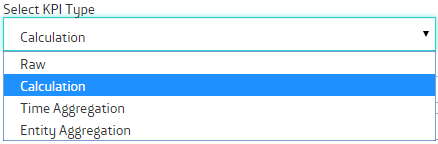 Select KPI Type
Calculation
Raw
Calculation
Time Aggregation
Entity Aggregation